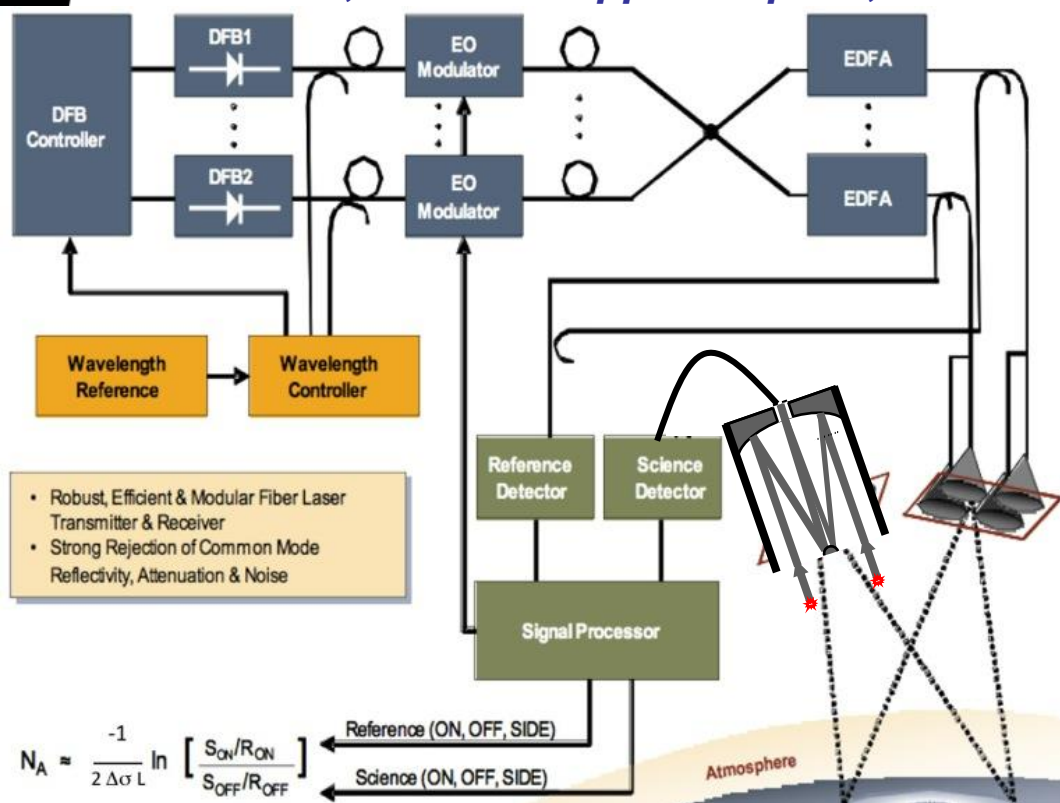 DFB1
DFB
Controller
EO
Modulator
EDFA
DFB2
EO
Modulator
EDFA
Wavelength
Reference
Wavelength
Controller
Reference
Detector
Science
Detector
• Robust, Efficient & Modular Fiber Laser
Transmitter & Receiver
• Strong Rejection of Common Mode
Reflectivity, Attenuation & Noise
Signal Processor
Reference (ON, OFF, SIDE)
N_A ≈ -1 / 2 Δσ L ln [ S_ON/R_ON / S_OFF/R_OFF ]
Science (ON, OFF, SIDE)
Atmosphere